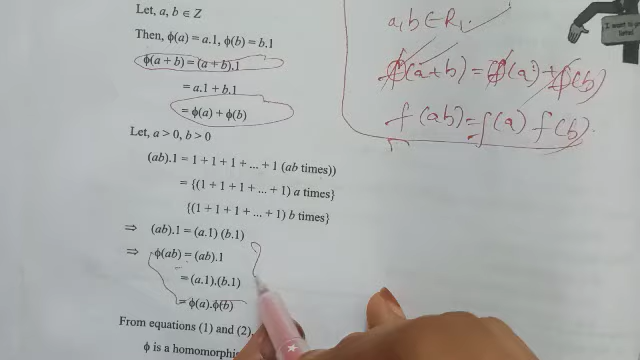 Let, a, b ∈ Z
Then, ϕ(a) = a.1, ϕ(b) = b.1
ϕ(a + b) = (a + b).1
= a.1 + b.1
= ϕ(a) + ϕ(b)
Let, a > 0, b > 0
(ab).1 = 1 + 1 + 1 + ... + 1 (ab times))
= {(1 + 1 + 1 + ... + 1) a times}
{(1 + 1 + 1 + ... + 1) b times}
⇒ (ab).1 = (a.1) (b.1)
⇒ ϕ(ab) = (ab).1
= (a.1).(b.1)
= ϕ(a).ϕ(b)
From equations (1) and (2),
ϕ is a
a, b ∈ R,
ϕ(a+b) = ϕ(a) + ϕ(b)
f(ab) = f(a) f(b).
I want to